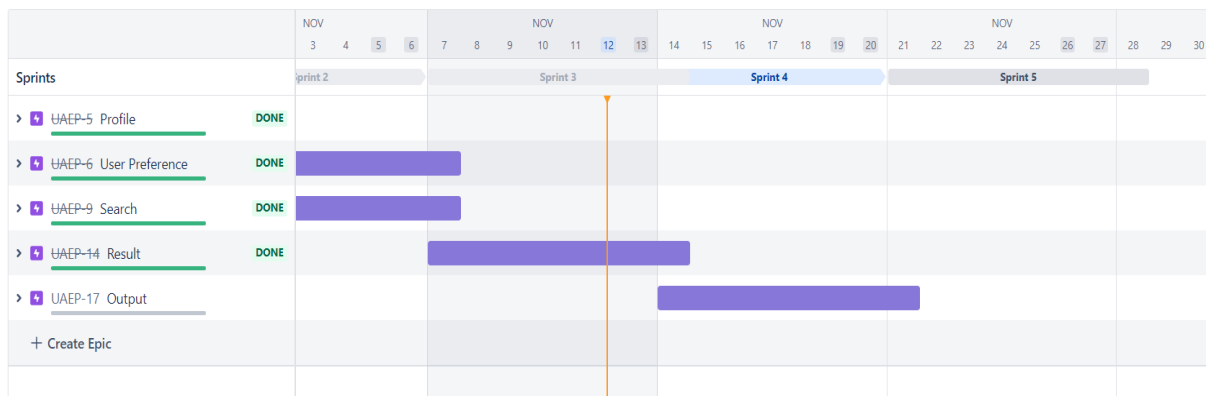 NOV NOV NOV NOV
3 4 5 6 7 8 9 10 11 12 13 14 15 16 17 18 19 20 21 22 23 24 25 26 27 28 29 30
Sprints
Sprint 2 Sprint 3 Sprint 4 Sprint 5
UAEP-5 Profile DONE
UAEP-6 User Preference DONE
UAEP-9 Search DONE
UAEP-14 Result DONE
UAEP-17 Output
+ Create Epic